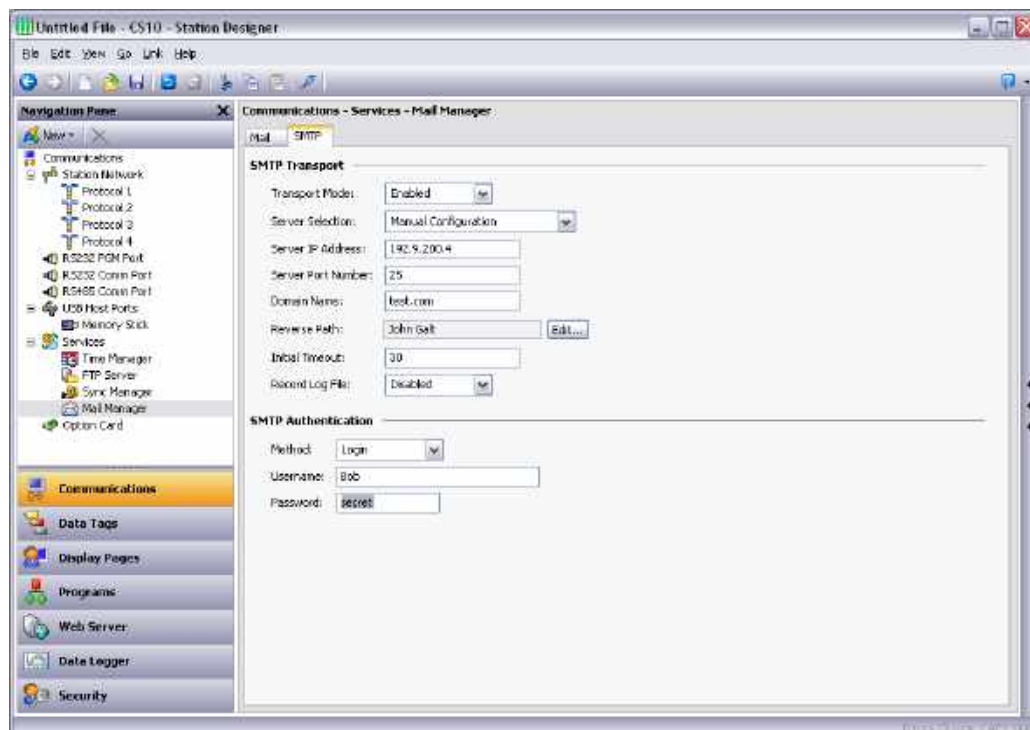 Untitled File - CS10 - Station Designer
File Edit View Go Link Help
Navigation Pane
New
Communications
Station Network
Protocol 1
Protocol 2
Protocol 3
Protocol 4
RS232 PGM Port
RS232 Comm Port
RS485 Comm Port
USB Host Ports
Memory Stick
Services
Time Manager
FTP Server
Sync Manager
Mail Manager
Option Card
Communications
Data Tags
Display Pages
Programs
Web Server
Data Logger
Security
Communications - Services - Mail Manager
Mail SMTP
SMTP Transport
Transport Mode: Enabled
Server Selection: Manual Configuration
Server IP Address: 192.9.200.4
Server Port Number: 25
Domain Name: test.com
Reverse Path: John Galt Edit...
Initial Timeout: 30
Record Log File: Disabled
SMTP Authentication
Method: Login
Username: Bob
Password: secret